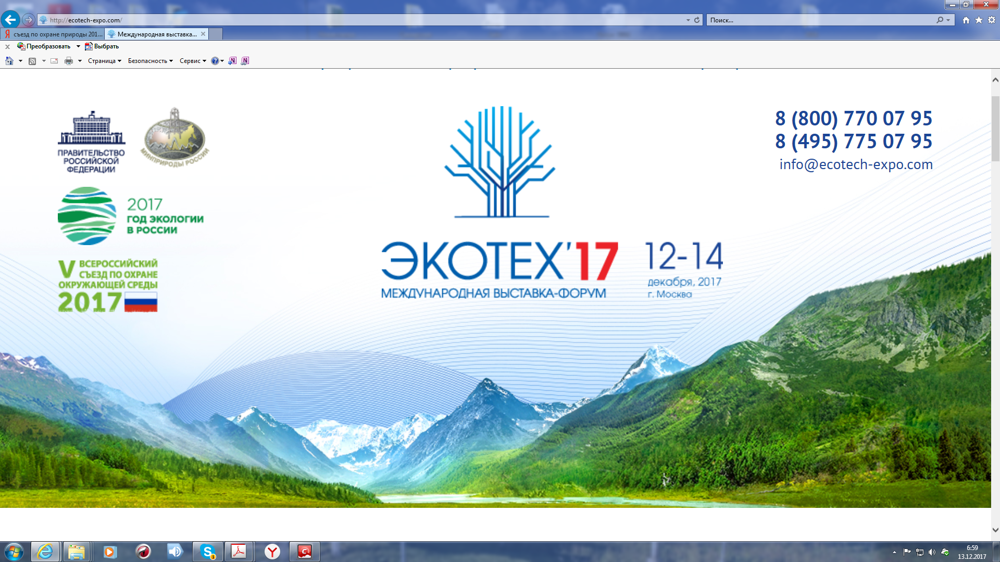 http://ecotech-expo.com/
Поиск...
съезд по охране природы 201...
Международная выставка...
Преобразовать
Выбрать
Страница
Безопасность
Сервис
ПРАВИТЕЛЬСТВО
РОССИЙСКОЙ
ФЕДЕРАЦИИ
МИНПРИРОДЫ РОССИИ
8 (800) 770 07 95
8 (495) 775 07 95
info@ecotech-expo.com
2017
ГОД ЭКОЛОГИИ
В РОССИИ
V ВСЕРОССИЙСКИЙ
СЪЕЗД ПО ОХРАНЕ
ОКРУЖАЮЩЕЙ СРЕДЫ
2017
ЭКОТЕХ'17
МЕЖДУНАРОДНАЯ ВЫСТАВКА-ФОРУМ
12-14
декабря, 2017
г. Москва
6:59
13.12.2017